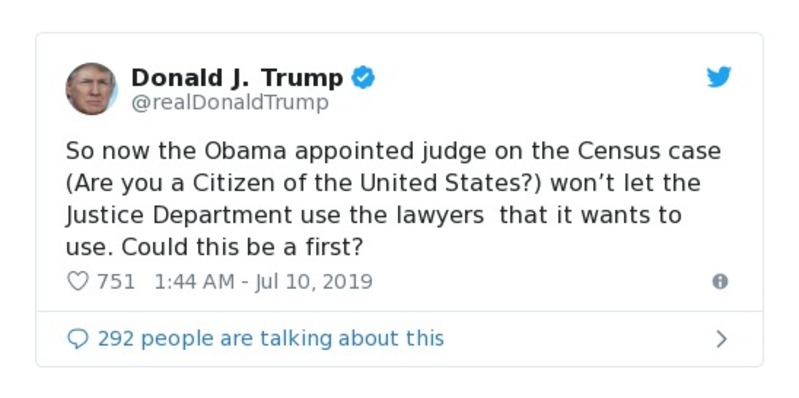 Donald J. Trump
@realDonaldTrump
So now the Obama appointed judge on the Census case
(Are you a Citizen of the United States?) won’t let the
Justice Department use the lawyers  that it wants to
use. Could this be a first?
751 1:44 AM - Jul 10, 2019
292 people are talking about this